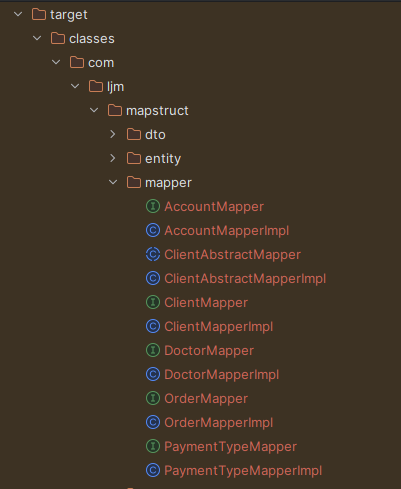 target
classes
com
ljm
mapstruct
dto
entity
mapper
I AccountMapper
C AccountMapperImpl
C ClientAbstractMapper
C ClientAbstractMapperImpl
I ClientMapper
C ClientMapperImpl
I DoctorMapper
C DoctorMapperImpl
I OrderMapper
C OrderMapperImpl
I PaymentTypeMapper
C PaymentTypeMapperImpl